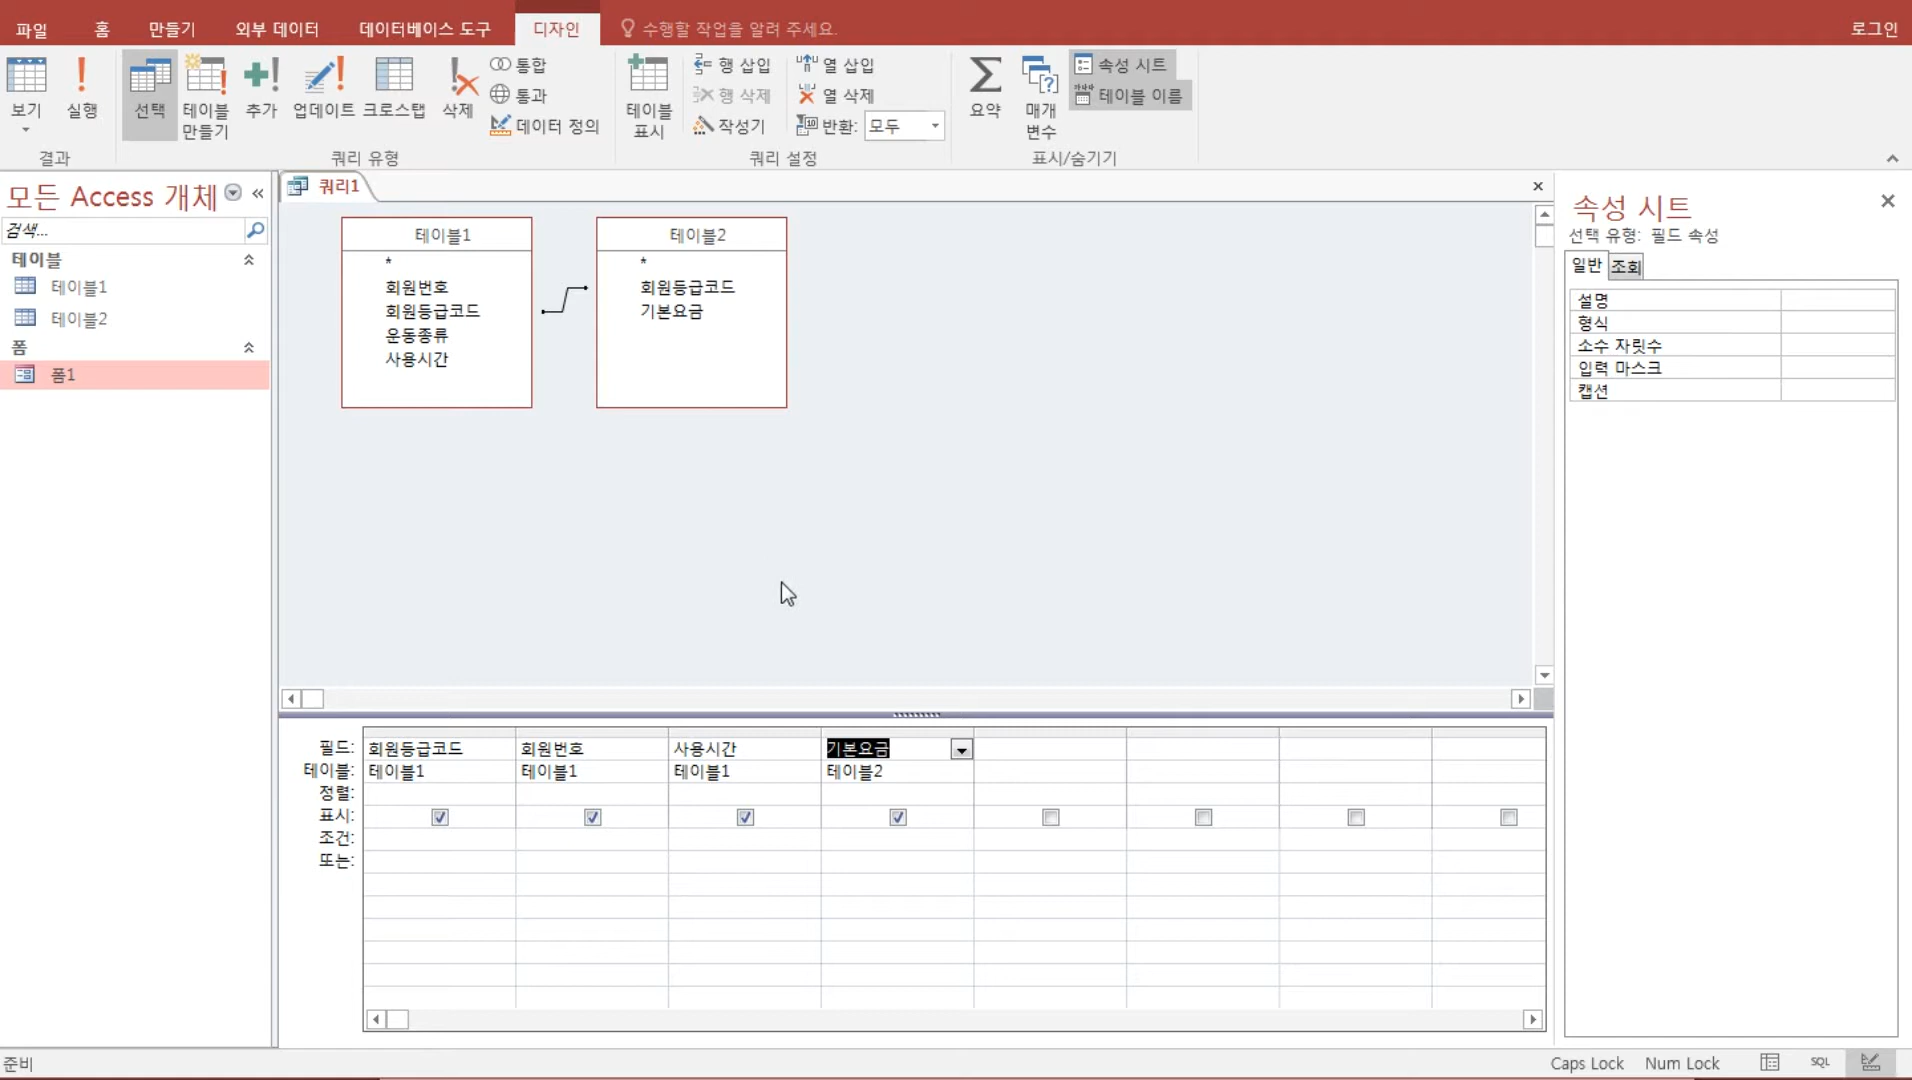 파일 홈 만들기 외부 데이터 데이터베이스 도구 디자인 수행할 작업을 알려 주세요. 로그인
보기 실행 선택 테이블 만들기 추가 업데이트 크로스탭 삭제 통합 통과 데이터 정의 테이블 표시 행 삽입 행 삭제 작성기 열 삽입 열 삭제 반환: 모두 요약 매개 변수 속성 시트 테이블 이름
결과 쿼리 유형 쿼리 설정 표시/숨기기
모든 Access 개체
검색...
테이블
테이블1
테이블2
폼
폼1
쿼리1
테이블1
*
회원번호
회원등급코드
운동종류
사용시간
테이블2
*
회원등급코드
기본요금
필드: 회원등급코드 회원번호 사용시간 기본요금
테이블: 테이블1 테이블1 테이블1 테이블2
정렬:
표시:
조건:
또는:
속성 시트
선택 유형: 필드 속성
일반 조회
설명
형식
소수 자릿수
입력 마스크
캡션
준비 Caps Lock Num Lock SQL